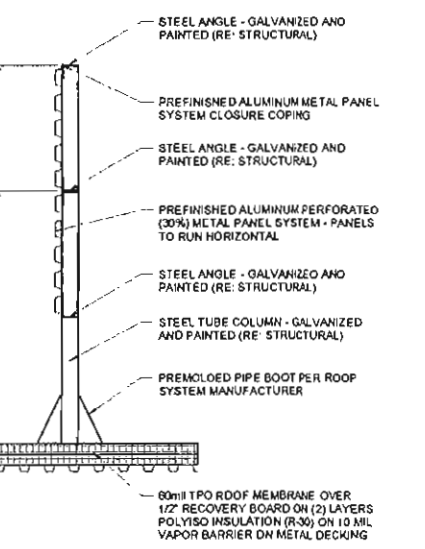 STEEL ANGLE - GALVANIZED AND
PAINTED (RE: STRUCTURAL)
PREFINISHED ALUMINUM METAL PANEL
SYSTEM CLOSURE COPING
STEEL ANGLE - GALVANIZED AND
PAINTED (RE: STRUCTURAL)
PREFINISHED ALUMINUM PERFORATED
(30%) METAL PANEL SYSTEM - PANELS
TO RUN HORIZONTAL
STEEL ANGLE - GALVANIZED AND
PAINTED (RE: STRUCTURAL)
STEEL TUBE COLUMN - GALVANIZED
AND PAINTED (RE: STRUCTURAL)
PREMOLDED PIPE BOOT PER ROOF
SYSTEM MANUFACTURER
60mil TPO ROOF MEMBRANE OVER
1/2" RECOVERY BOARD ON (2) LAYERS
POLYISO INSULATION (R-30) ON 10 MIL
VAPOR BARRIER ON METAL DECKING